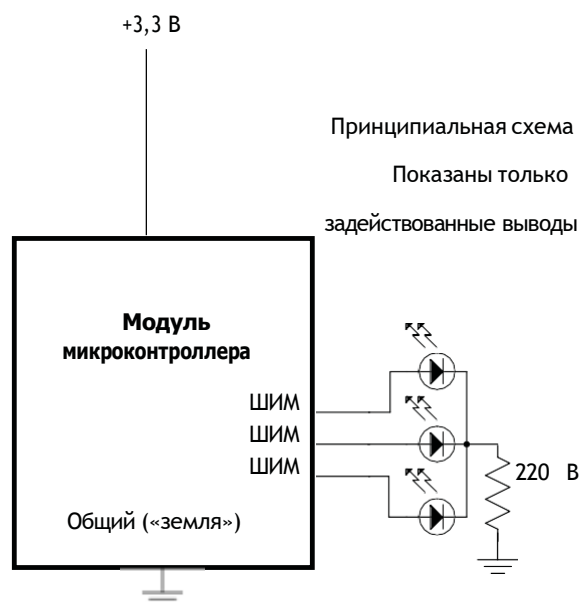 +3,3 В
Принципиальная схема
Показаны только
задействованные выводы
Модуль
микроконтроллера
ШИМ
ШИМ
ШИМ
220 В
Общий («земля»)